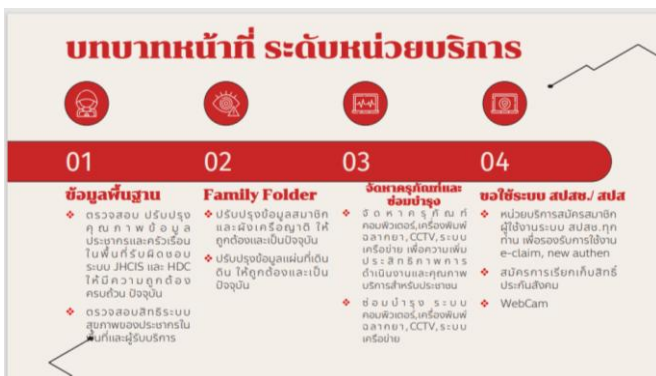 บทบาทหน้าที่ ระดับหน่วยบริการ
01
ข้อมูลพื้นฐาน
❖ ตรวจสอบ ปรับปรุง
คุณภาพข้อมูล
ประชากรและครัวเรือน
ในพื้นที่รับผิดชอบ
ระบบ JHCIS และ HDC
ให้มีความถูกต้อง
ครบถ้วน ปัจจุบัน
❖ ตรวจสอบสิทธิระบบ
สุขภาพของประชากรใน
พื้นที่และผู้รับบริการ
02
Family Folder
❖ ปรับปรุงข้อมูลสมาชิก
และผังเครือญาติ ให้
ถูกต้องและเป็นปัจจุบัน
❖ ปรับปรุงข้อมูลแผ่นที่เดิน
ดิน ให้ถูกต้องและเป็น
ปัจจุบัน
03
จัดหาครุภัณฑ์และ
ซ่อมบำรุง
❖ จัดหาครุภัณฑ์
คอมพิวเตอร์,เครื่องพิมพ์
ฉลากยา,CCTV,ระบบ
เครือข่าย เพื่อความเพิ่ม
ประสิทธิภาพการ
ดำเนินงานและคุณภาพ
บริการสำหรับประชาชน
❖ ซ่อมบำรุง ระบบ
คอมพิวเตอร์,เครื่องพิมพ์
ฉลากยา,CCTV,ระบบ
เครือข่าย
04
ขอใช้ระบบ สปสช./ สปส
❖ หน่วยบริการสมัครสมาชิก
ผู้ใช้งานระบบ สปสช.ทุก
ท่าน เพื่อรองรับการใช้งาน
e-claim, new authen
❖ สมัครการเรียกเก็บสิทธิ์
ประกันสังคม
❖ WebCam